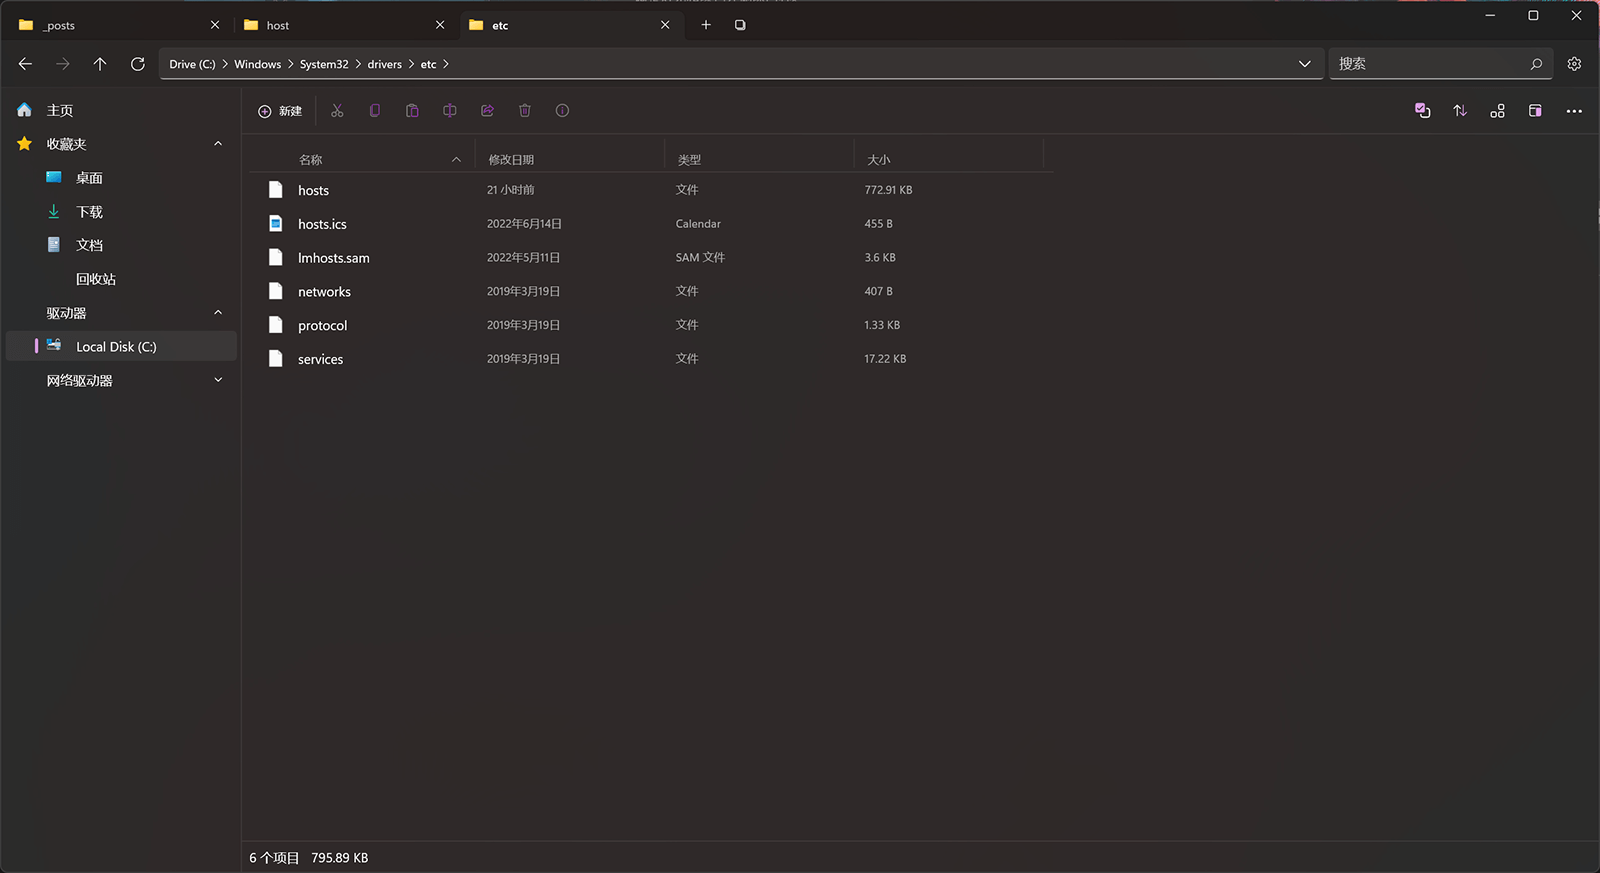 _posts
host
etc
Drive (C:) Windows System32 drivers etc
搜索
主页
收藏夹
桌面
下载
文档
回收站
驱动器
Local Disk (C:)
网络驱动器
新建
名称 修改日期 类型 大小
hosts 21 小时前 文件 772.91 KB
hosts.ics 2022年6月14日 Calendar 455 B
lmhosts.sam 2022年5月11日 SAM 文件 3.6 KB
networks 2019年3月19日 文件 407 B
protocol 2019年3月19日 文件 1.33 KB
services 2019年3月19日 文件 17.22 KB
6 个项目 795.89 KB